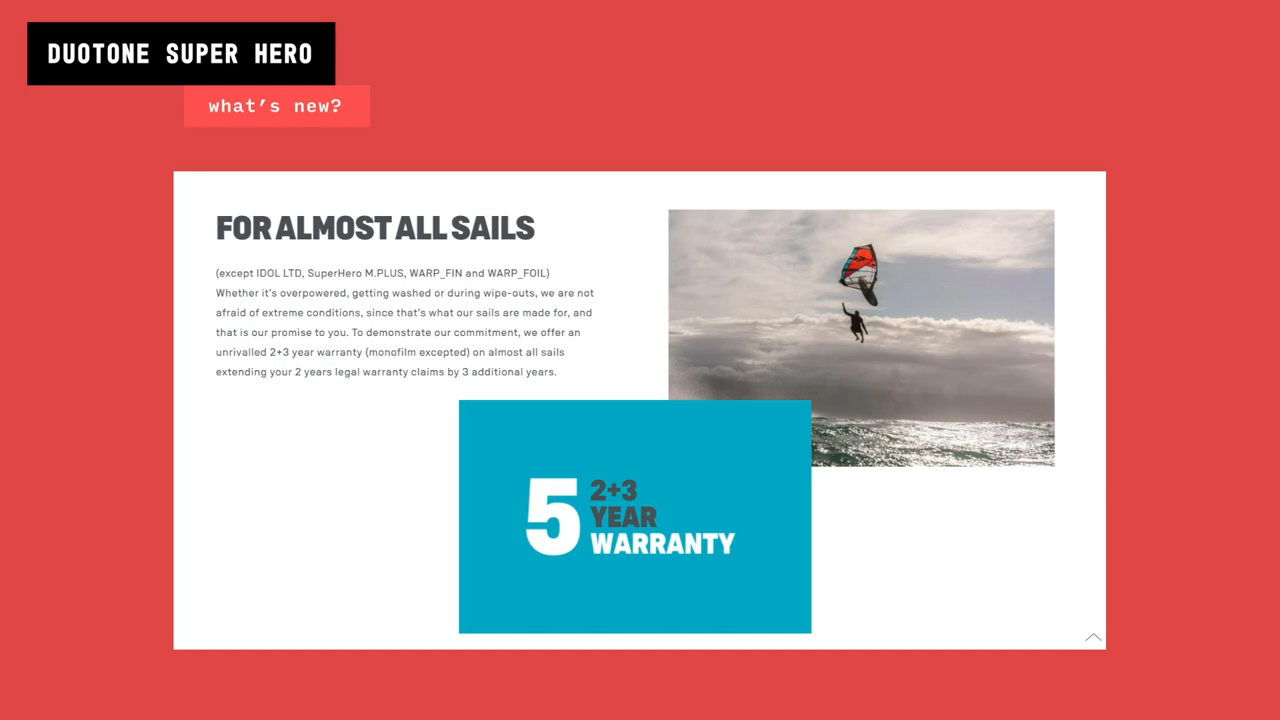 DUOTONE SUPER HERO
what's new?
FOR ALMOST ALL SAILS
(except IDOL LTD, SuperHero M.PLUS, WARP_FIN and WARP_FOIL)
Whether it's overpowered, getting washed or during wipe-outs, we are not
afraid of extreme conditions, since that's what our sails are made for, and
that is our promise to you. To demonstrate our commitment, we offer an
unrivalled 2+3 year warranty (monofilm excepted) on almost all sails
extending your 2 years legal warranty claims by 3 additional years.
5
2+3
YEAR
WARRANTY